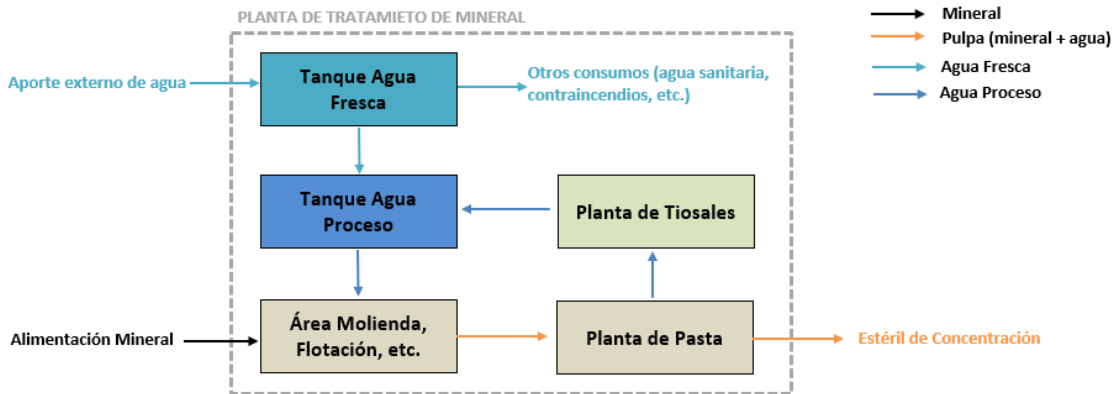 PLANTA DE TRATAMIETO DE MINERAL
Mineral
Pulpa (mineral + agua)
Agua Fresca
Agua Proceso
Aporte externo de agua
Tanque Agua
Fresca
Otros consumos (agua sanitaria,
contraincendios, etc.)
Tanque Agua
Proceso
Planta de Tiosales
Alimentación Mineral
Área Molienda,
Flotación, etc.
Planta de Pasta
Estéril de Concentración